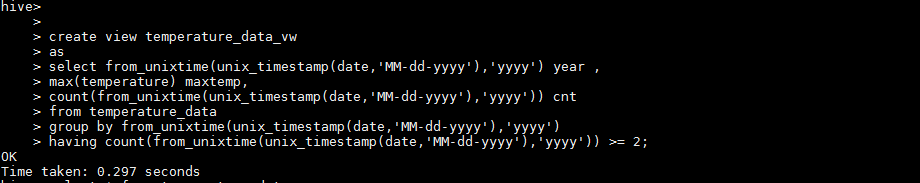 hive>
>
> create view temperature_data_vw
> as
> select from_unixtime(unix_timestamp(date,'MM-dd-yyyy'),'yyyy') year ,
> max(temperature) maxtemp,
> count(from_unixtime(unix_timestamp(date,'MM-dd-yyyy'),'yyyy')) cnt
> from temperature_data
> group by from_unixtime(unix_timestamp(date,'MM-dd-yyyy'),'yyyy')
> having count(from_unixtime(unix_timestamp(date,'MM-dd-yyyy'),'yyyy')) >= 2;
OK
Time taken: 0.297 seconds